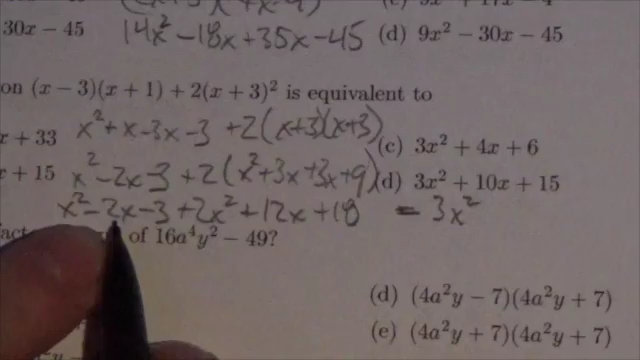 30x − 45 14x² − 18x + 35x − 45 (d) 9x² − 30x − 45
on (x − 3)(x + 1) + 2(x + 3)² is equivalent to
x + 33 x² + x − 3x − 3 + 2(x+3)(x+3) (c) 3x² + 4x + 6
x + 15 x² − 2x − 3 + 2(x² + 3x + 3x + 9) (d) 3x² + 10x + 15
x² − 2x − 3 + 2x² + 12x + 18 = 3x²
of 16a⁴y² − 49?
(d) (4a²y − 7)(4a²y + 7)
(e) (4a²y + 7)(4a²y + 7)